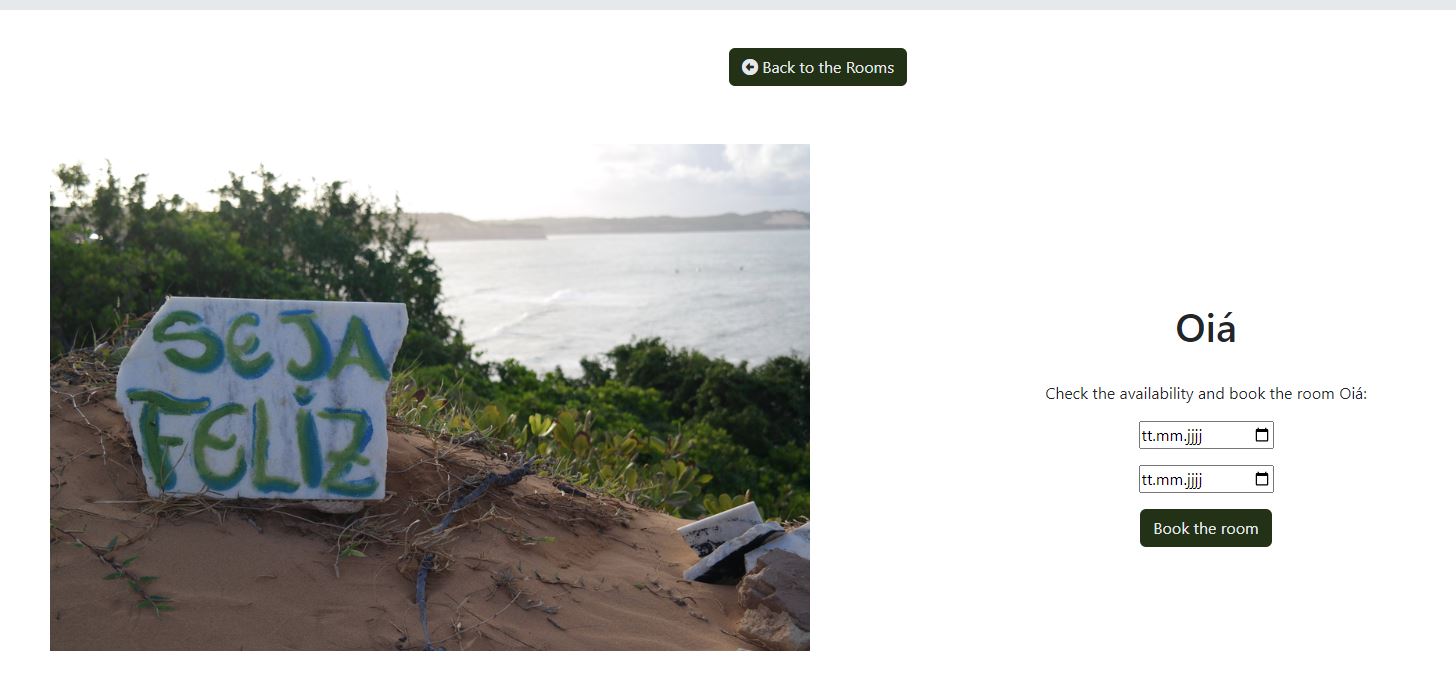 Back to the Rooms
SEJA
FELIZ
Oiá
Check the availability and book the room Oiá:
tt.mm.jjjj
tt.mm.jjjj
Book the room